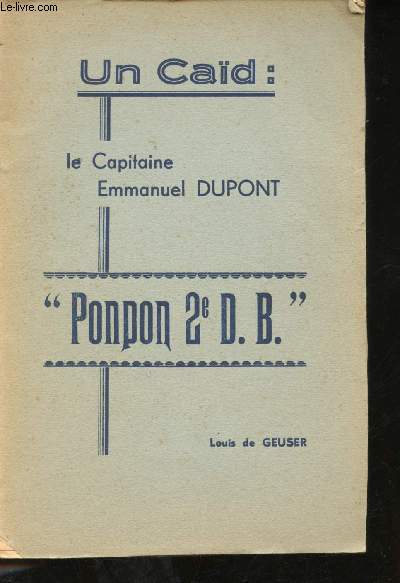 Le-livre.com
Un Caïd :
le Capitaine
Emmanuel DUPONT
“ Ponpon 2e D. B. ”
Louis de GEUSER